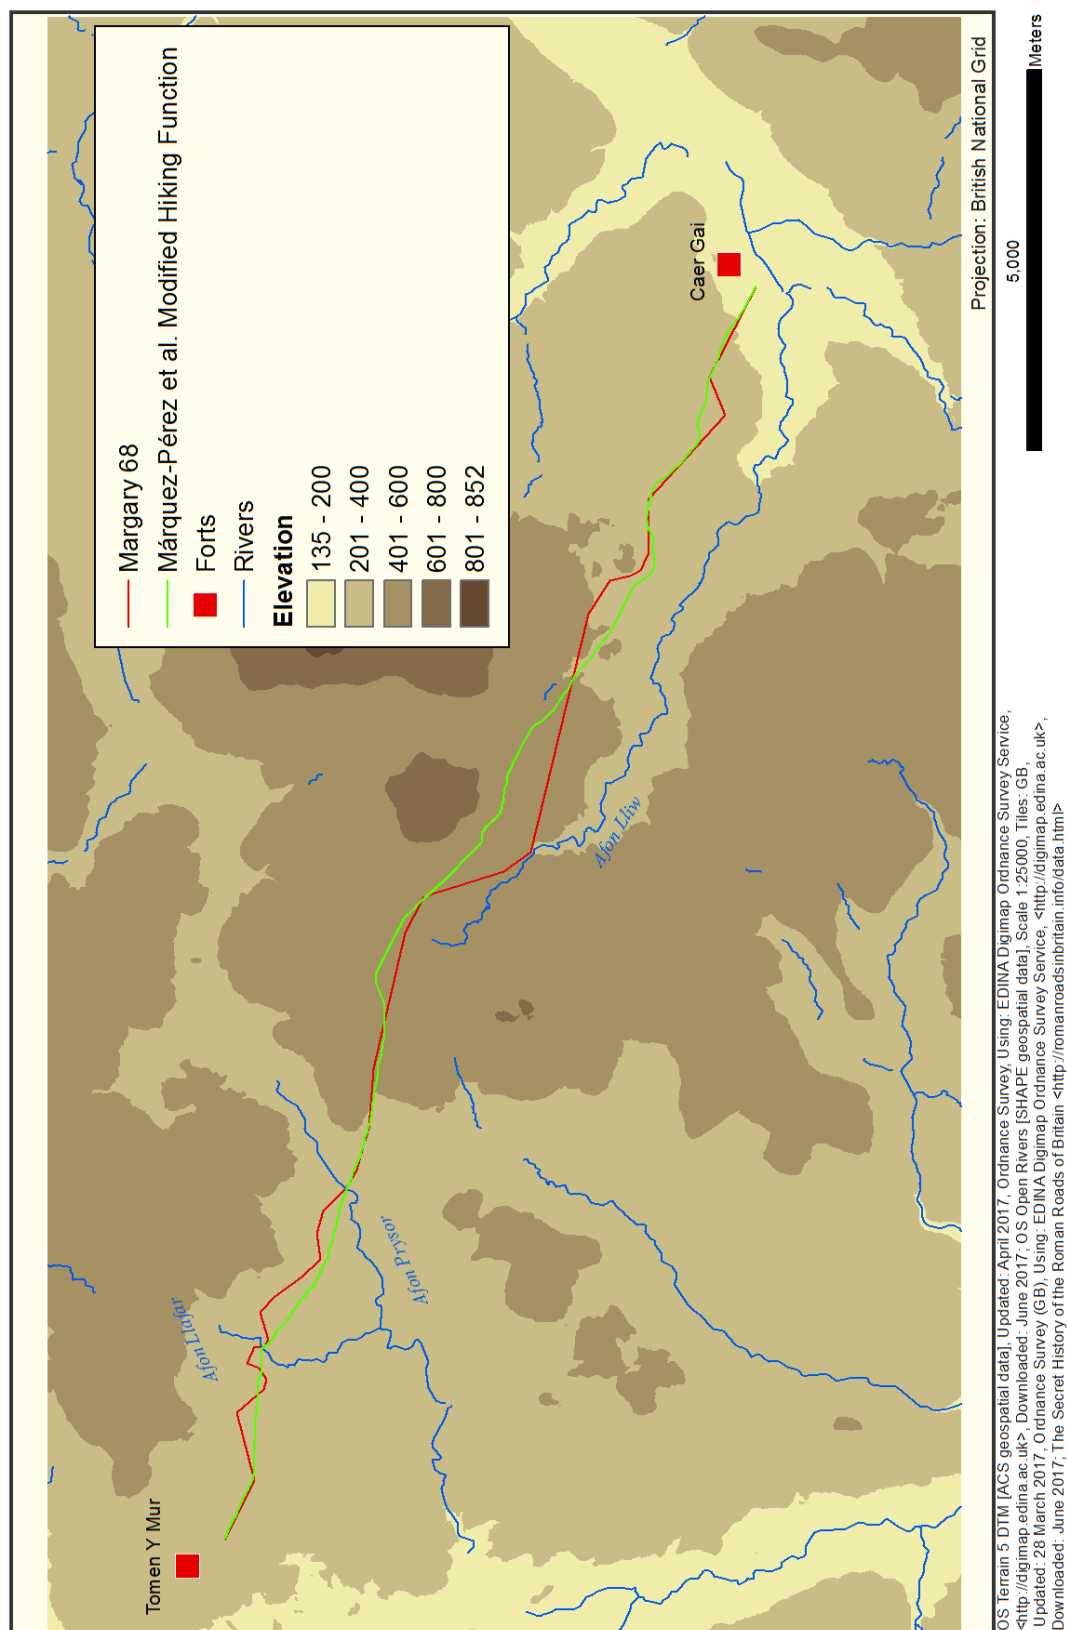 Margary 68
Márquez-Pérez et al. Modified Hiking Function
Forts
Rivers
Elevation
135 - 200
201 - 400
401 - 600
601 - 800
801 - 852
Tomen Y Mur
Afon Llafar
Afon Prysor
Afon Lliw
Caer Gai
Projection: British National Grid
5,000
Meters
OS Terrain 5 DTM [ACS geospatial data], Updated: April 2017, Ordnance Survey, Using: EDINA Digimap Ordnance Survey Service,
<http://digimap.edina.ac.uk>, Downloaded: June 2017; OS Open Rivers [SHAPE geospatial data], Scale 1:25000, Tiles: GB,
Updated: 28 March 2017, Ordnance Survey (GB), Using: EDINA Digimap Ordnance Survey Service, <http://digimap.edina.ac.uk>,
Downloaded: June 2017; The Secret History of the Roman Roads of Britain <http://romanroadsinbritain.info/data.html>